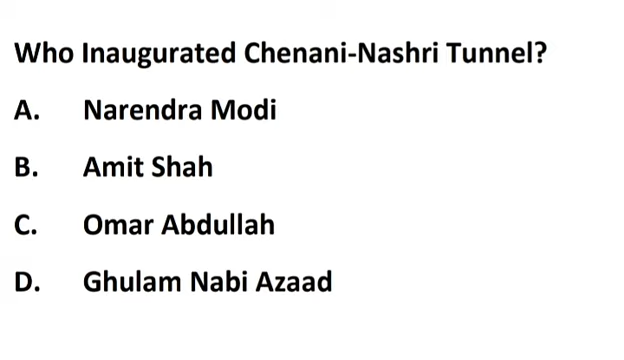 Who Inaugurated Chenani-Nashri Tunnel?
A. Narendra Modi
B. Amit Shah
C. Omar Abdullah
D. Ghulam Nabi Azaad